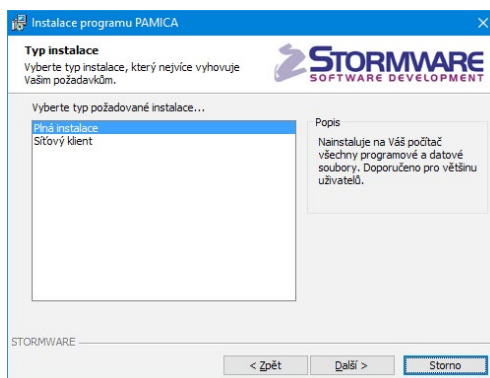 Instalace programu PAMICA
Typ instalace
Vyberte typ instalace, který nejvíce vyhovuje
Vašim požadavkům.
STORMWARE
SOFTWARE DEVELOPMENT
Vyberte typ požadované instalace...
Plná instalace
Síťový klient
Popis
Nainstaluje na Váš počítač
všechny programové a datové
soubory. Doporučeno pro většinu
uživatelů.
STORMWARE
< Zpět
Další >
Storno